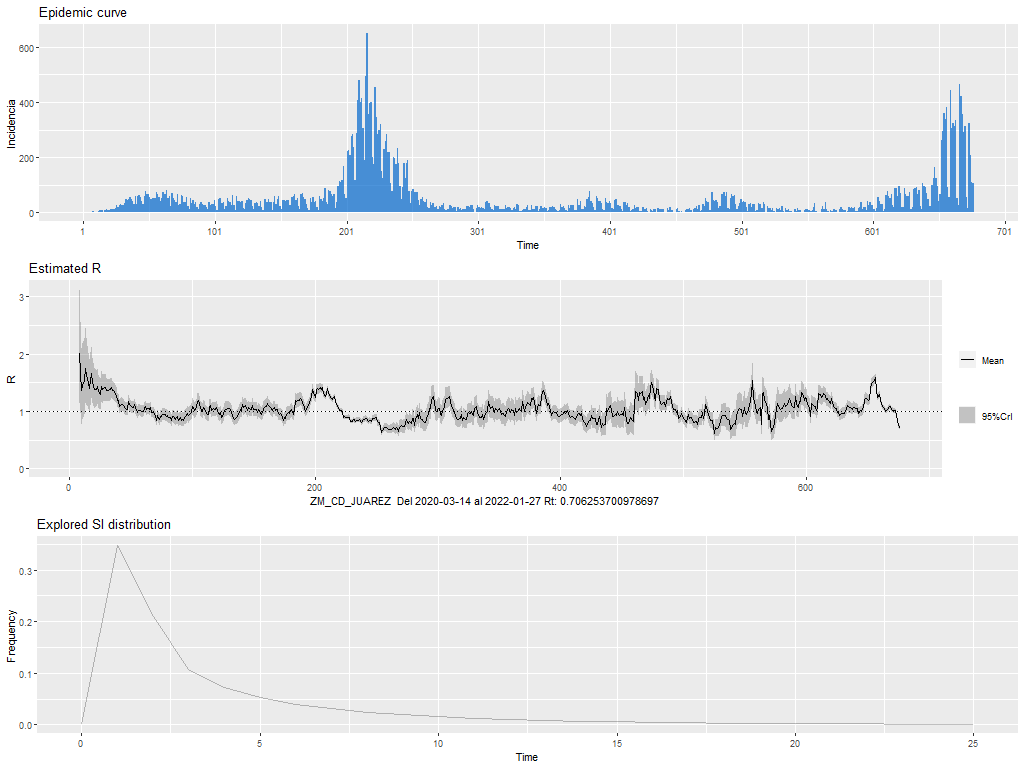 Epidemic curve
600
400
200
0
Incidencia
1
101
201
301
401
501
601
701
Time
Estimated R
3
2
1
0
R
0
200
400
600
Mean
95%CrI
ZM_CD_JUAREZ Del 2020-03-14 al 2022-01-27 Rt: 0.706253700978697
Explored SI distribution
0.3
0.2
0.1
0.0
Frequency
0
5
10
15
20
25
Time